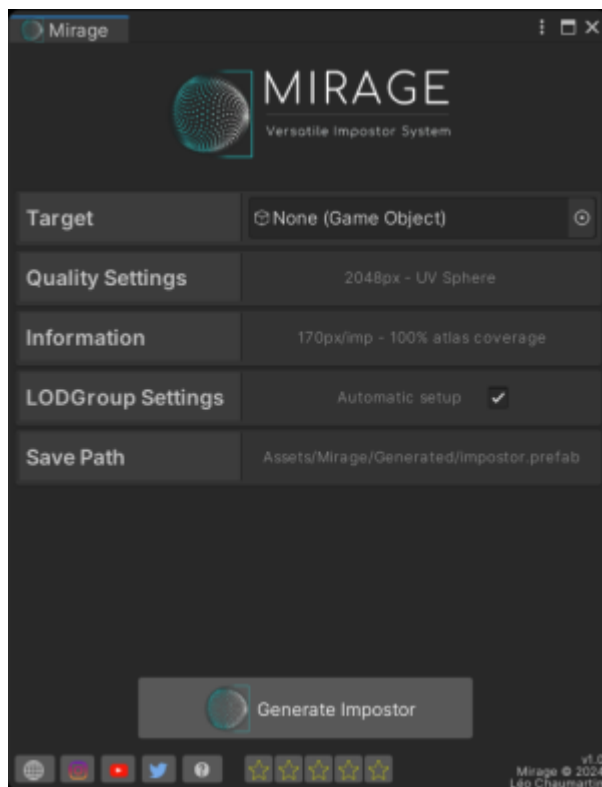 Mirage
MIRAGE
Versatile Impostor System
Target
None (Game Object)
Quality Settings
2048px - UV Sphere
Information
170px/imp - 100% atlas coverage
LODGroup Settings
Automatic setup
Save Path
Assets/Mirage/Generated/impostor.prefab
Generate Impostor
v1.0
Mirage © 2024
Léo Chaumartin